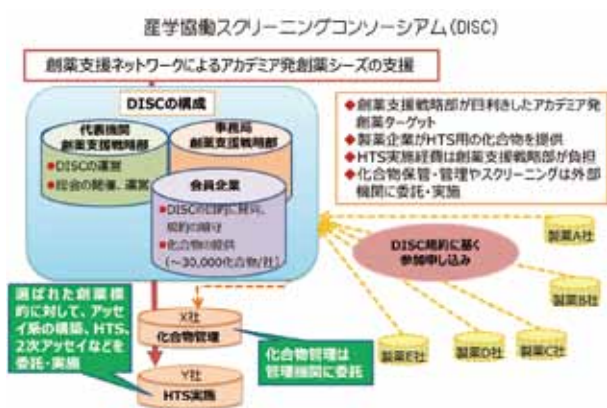 産学協働スクリーニングコンソーシアム(DISC)
創薬支援ネットワークによるアカデミア発創薬シーズの支援
DISCの構成
代表機関
創薬支援戦略部
●DISCの運営
●総会の開催、運営
事務局
創薬支援戦略部
会員企業
●DISCの目的に賛同、
規約の順守
●化合物の提供
(~30,000化合物/社)
◆創薬支援戦略部が目利きしたアカデミア発
創薬ターゲット
◆製薬企業がHTS用の化合物を提供
◆HTS実施経費は創薬支援戦略部が負担
◆化合物保管・管理やスクリーニングは外部
機関に委託・実施
DISC規約に基く
参加申し込み
製薬A社
製薬B社
製薬C社
製薬D社
製薬E社
選ばれた創薬標
的に対して、アッセ
イ系の構築、HTS、
2次アッセイなどを
委託・実施
X社
化合物管理
化合物管理は
管理機関に委託
Y社
HTS実施